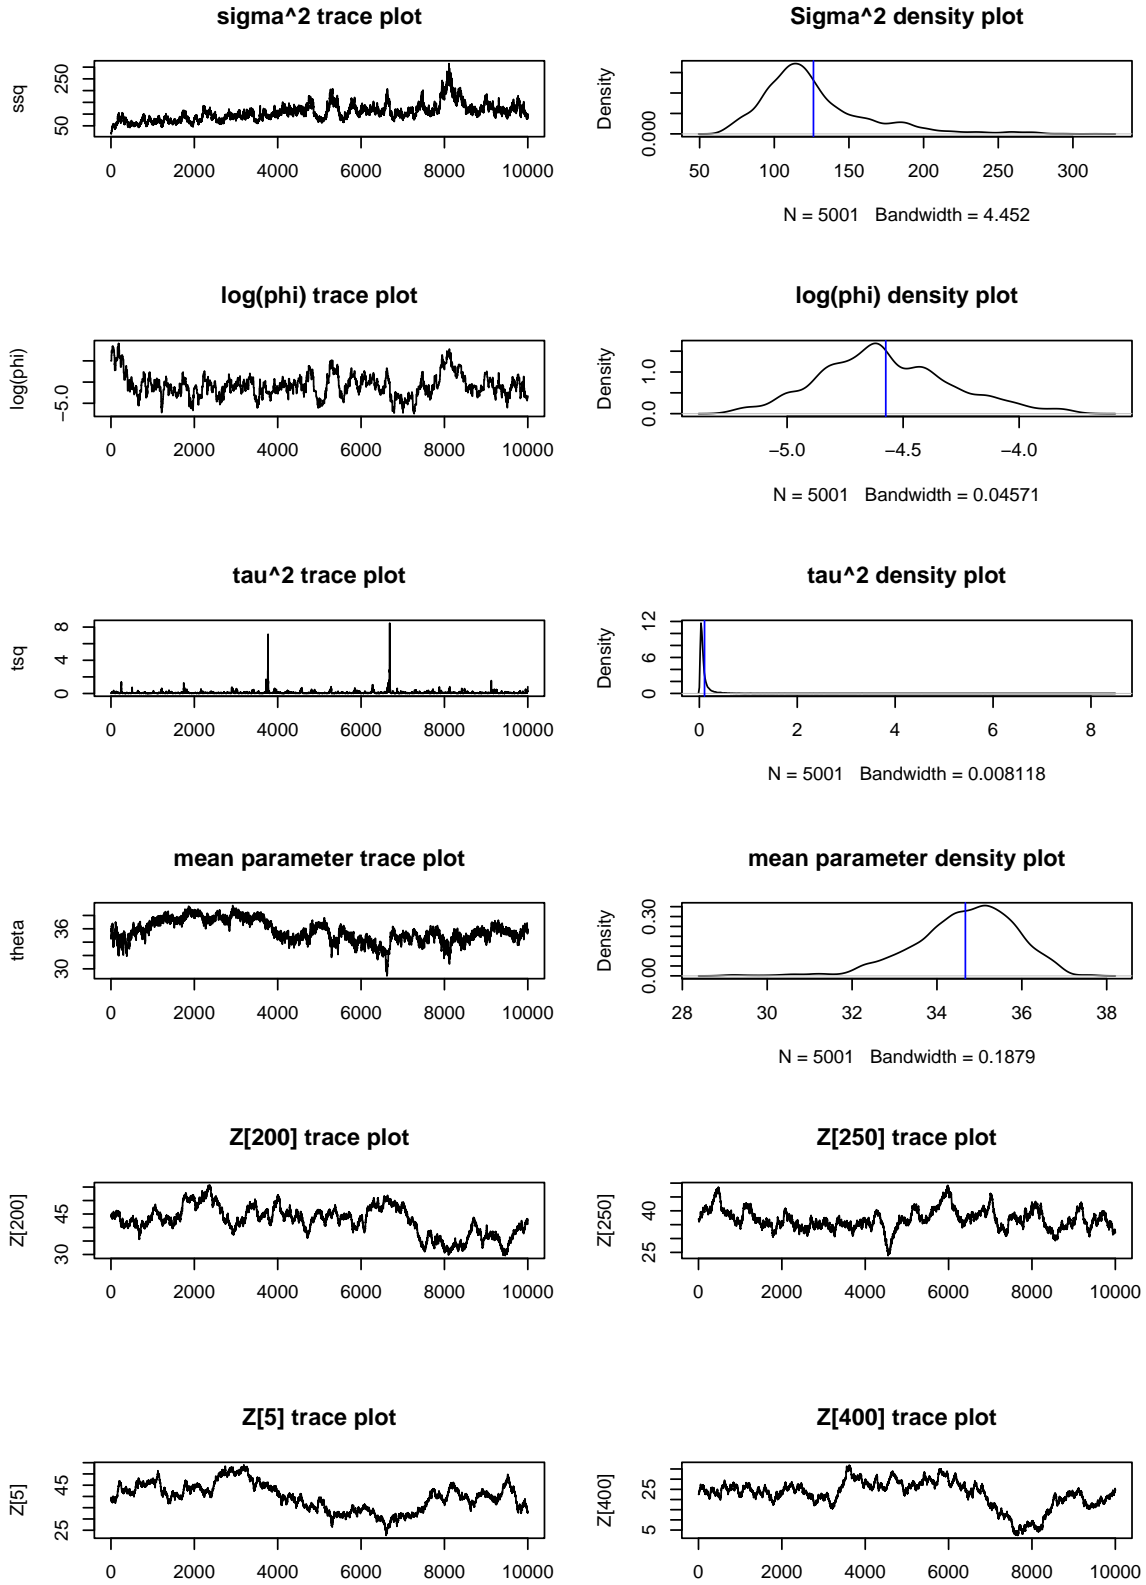 sigma^2 trace plot
ssq
50 250
0 2000 4000 6000 8000 10000
Sigma^2 density plot
Density
0.000
50 100 150 200 250 300
N = 5001 Bandwidth = 4.452
log(phi) trace plot
log(phi)
−5.0
0 2000 4000 6000 8000 10000
log(phi) density plot
Density
0.0 1.0
−5.0 −4.5 −4.0
N = 5001 Bandwidth = 0.04571
tau^2 trace plot
tsq
0 4 8
0 2000 4000 6000 8000 10000
tau^2 density plot
Density
0 6 12
0 2 4 6 8
N = 5001 Bandwidth = 0.008118
mean parameter trace plot
theta
30 36
0 2000 4000 6000 8000 10000
mean parameter density plot
Density
0.00 0.30
28 30 32 34 36 38
N = 5001 Bandwidth = 0.1879
Z[200] trace plot
Z[200]
30 45
0 2000 4000 6000 8000 10000
Z[250] trace plot
Z[250]
25 40
0 2000 4000 6000 8000 10000
Z[5] trace plot
Z[5]
25 45
0 2000 4000 6000 8000 10000
Z[400] trace plot
Z[400]
5 25
0 2000 4000 6000 8000 10000